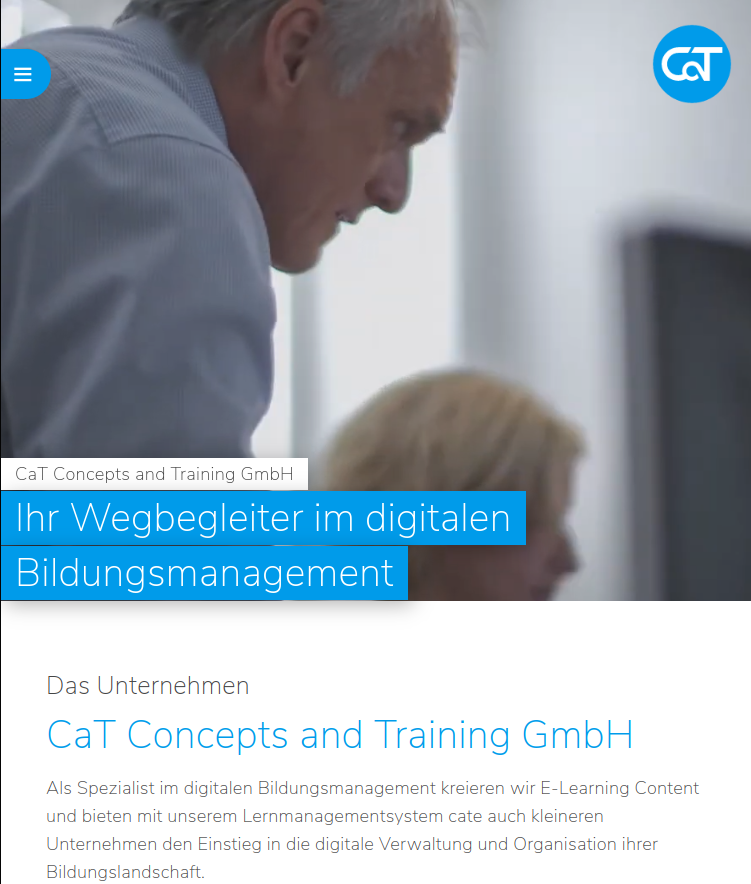 CaT
CaT Concepts and Training GmbH
Ihr Wegbegleiter im digitalen
Bildungsmanagement
Das Unternehmen
CaT Concepts and Training GmbH
Als Spezialist im digitalen Bildungsmanagement kreieren wir E-Learning Content
und bieten mit unserem Lernmanagementsystem cate auch kleineren
Unternehmen den Einstieg in die digitale Verwaltung und Organisation ihrer
Bildungslandschaft.